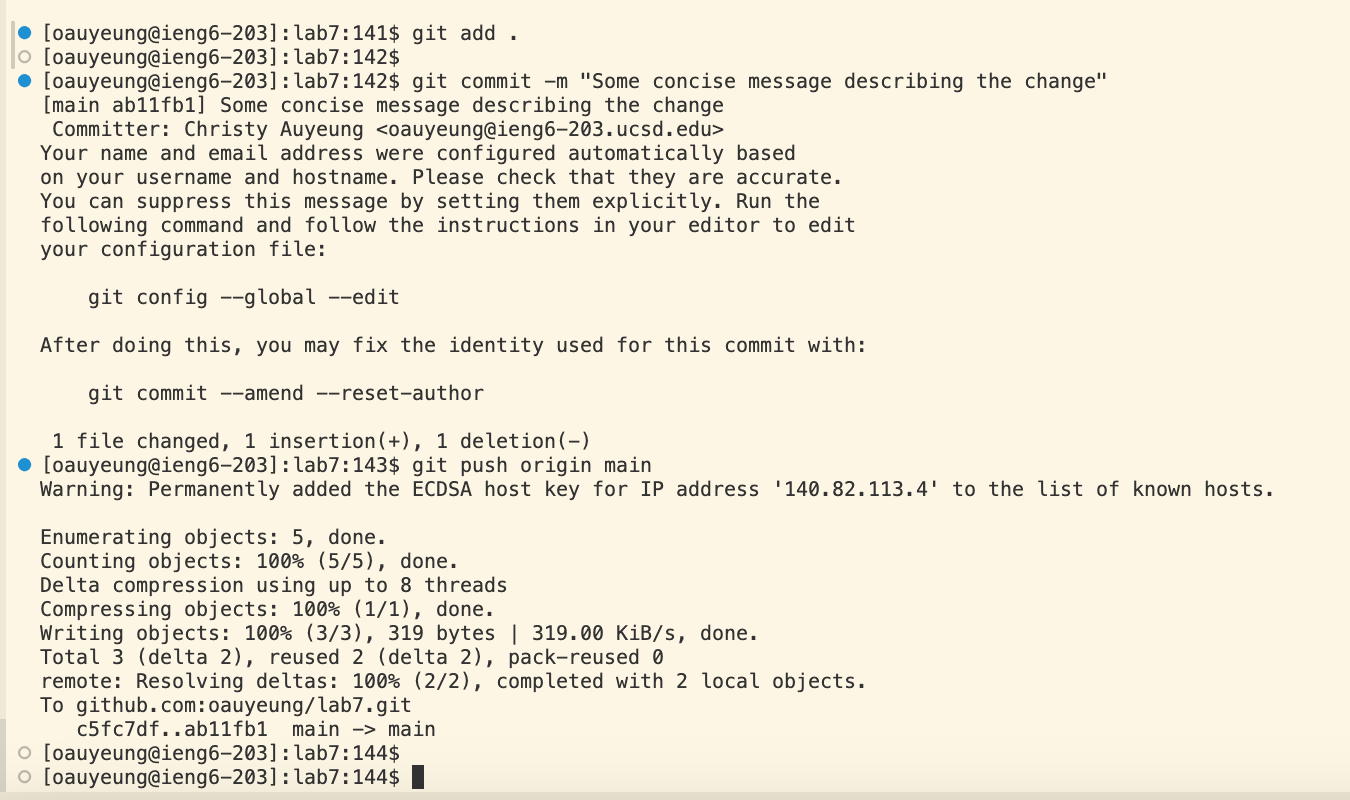 [oauyeung@ieng6-203]:lab7:141$ git add .
[oauyeung@ieng6-203]:lab7:142$
[oauyeung@ieng6-203]:lab7:142$ git commit -m "Some concise message describing the change"
[main ab11fb1] Some concise message describing the change
 Committer: Christy Auyeung <oauyeung@ieng6-203.ucsd.edu>
Your name and email address were configured automatically based
on your username and hostname. Please check that they are accurate.
You can suppress this message by setting them explicitly. Run the
following command and follow the instructions in your editor to edit
your configuration file:
    git config --global --edit
After doing this, you may fix the identity used for this commit with:
    git commit --amend --reset-author
 1 file changed, 1 insertion(+), 1 deletion(-)
[oauyeung@ieng6-203]:lab7:143$ git push origin main
Warning: Permanently added the ECDSA host key for IP address '140.82.113.4' to the list of known hosts.
Enumerating objects: 5, done.
Counting objects: 100% (5/5), done.
Delta compression using up to 8 threads
Compressing objects: 100% (1/1), done.
Writing objects: 100% (3/3), 319 bytes | 319.00 KiB/s, done.
Total 3 (delta 2), reused 2 (delta 2), pack-reused 0
remote: Resolving deltas: 100% (2/2), completed with 2 local objects.
To github.com:oauyeung/lab7.git
   c5fc7df..ab11fb1  main -> main
[oauyeung@ieng6-203]:lab7:144$
[oauyeung@ieng6-203]:lab7:144$